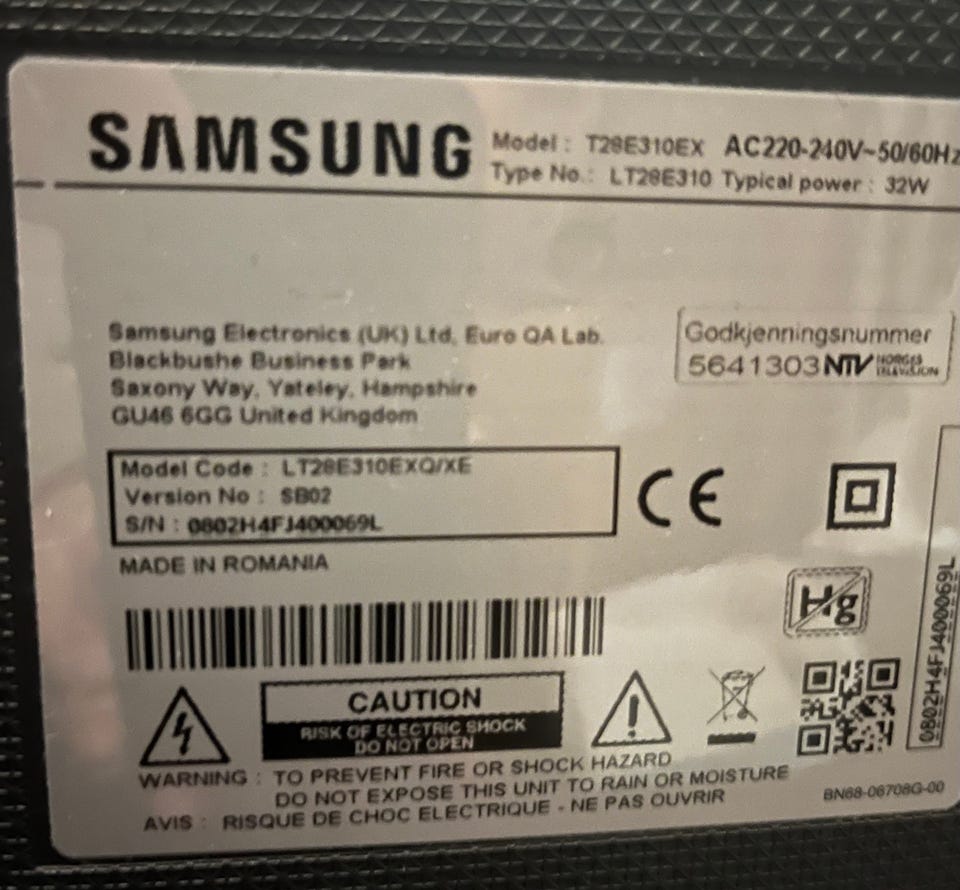 SAMSUNG
Model : T28E310EX AC220-240V~50/60Hz
Type No.: LT28E310 Typical power : 32W
Samsung Electronics (UK) Ltd, Euro QA Lab.
Blackbushe Business Park
Saxony Way, Yateley, Hampshire
GU46 6GG United Kingdom
Godkjenningsnummer
5641303 NTV NORGES TELEVISION
Model Code : LT28E310EXQ/XE
Version No : SB02
S/N : 0802H4FJ400069L
CE
MADE IN ROMANIA
Hg
0802H4FJ400069L
CAUTION
RISK OF ELECTRIC SHOCK
DO NOT OPEN
WARNING : TO PREVENT FIRE OR SHOCK HAZARD
DO NOT EXPOSE THIS UNIT TO RAIN OR MOISTURE
AVIS : RISQUE DE CHOC ELECTRIQUE - NE PAS OUVRIR
BN68-06708G-00